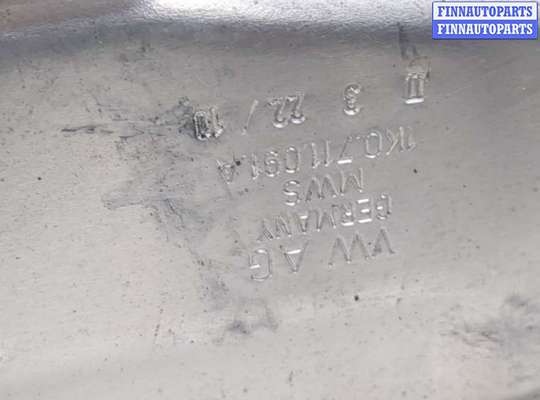 FINNAUTOPARTS
FINNAUTOPARTS
VW AG
GERMANY
MWS
1K0.711.091.A
3 22/10